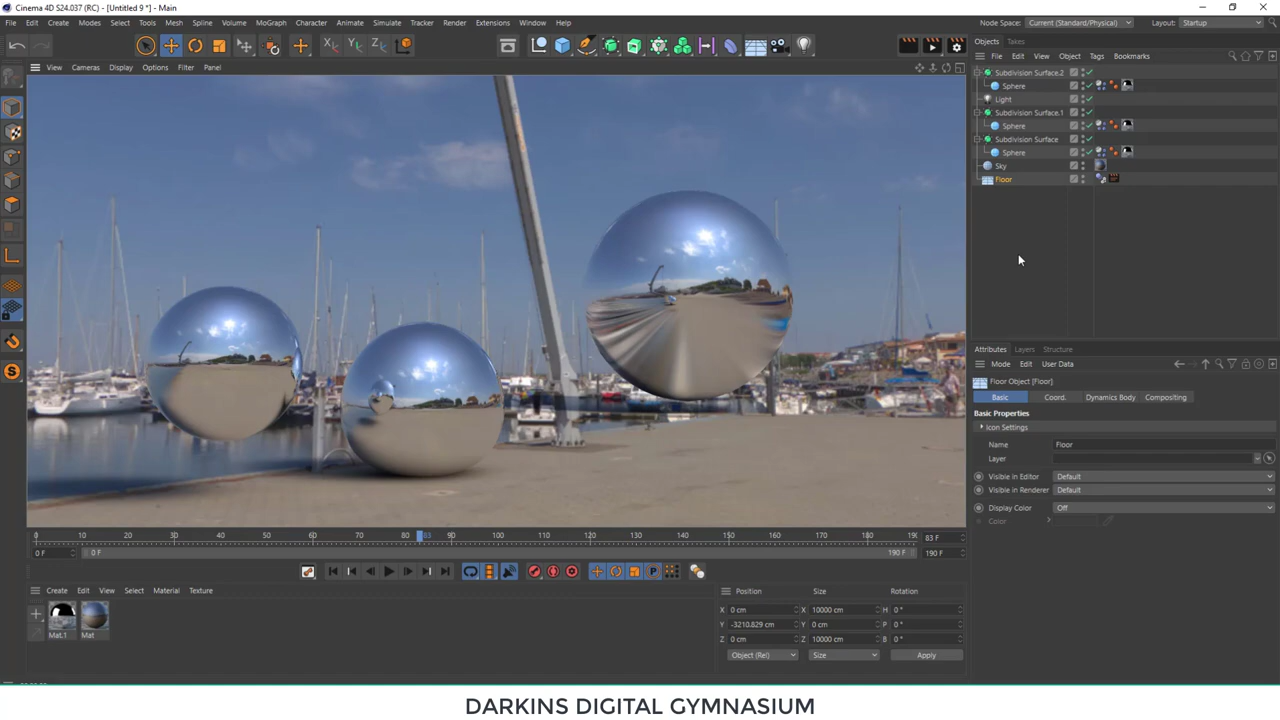 Cinema 4D S24.037 (RC) - [Untitled 9 *] - Main
File Edit Create Modes Select Tools Mesh Spline Volume MoGraph Character Animate Simulate Tracker Render Extensions Window Help
Node Space: Current (Standard/Physical) Layout: Startup
Objects Takes
File Edit View Object Tags Bookmarks
View Cameras Display Options Filter Panel
Subdivision Surface.2
Sphere
Light
Subdivision Surface.1
Sphere
Subdivision Surface
Sphere
Sky
Floor
Attributes Layers Structure
Mode Edit User Data
Floor Object [Floor]
Basic Coord. Dynamics Body Compositing
Basic Properties
Icon Settings
Name Floor
Layer
Visible in Editor Default
Visible in Renderer Default
Display Color Off
Color
0 10 20 30 40 50 60 70 80 83 90 100 110 120 130 140 150 160 170 180 190 83 F
0 F 0 F 190 F 190 F
Create Edit View Select Material Texture
Mat.1 Mat
Position Size Rotation
X 0 cm X 10000 cm H 0 °
Y -3210.829 cm Y 0 cm P 0 °
Z 0 cm Z 10000 cm B 0 °
Object (Rel) Size Apply
DARKINS DIGITAL GYMNASIUM